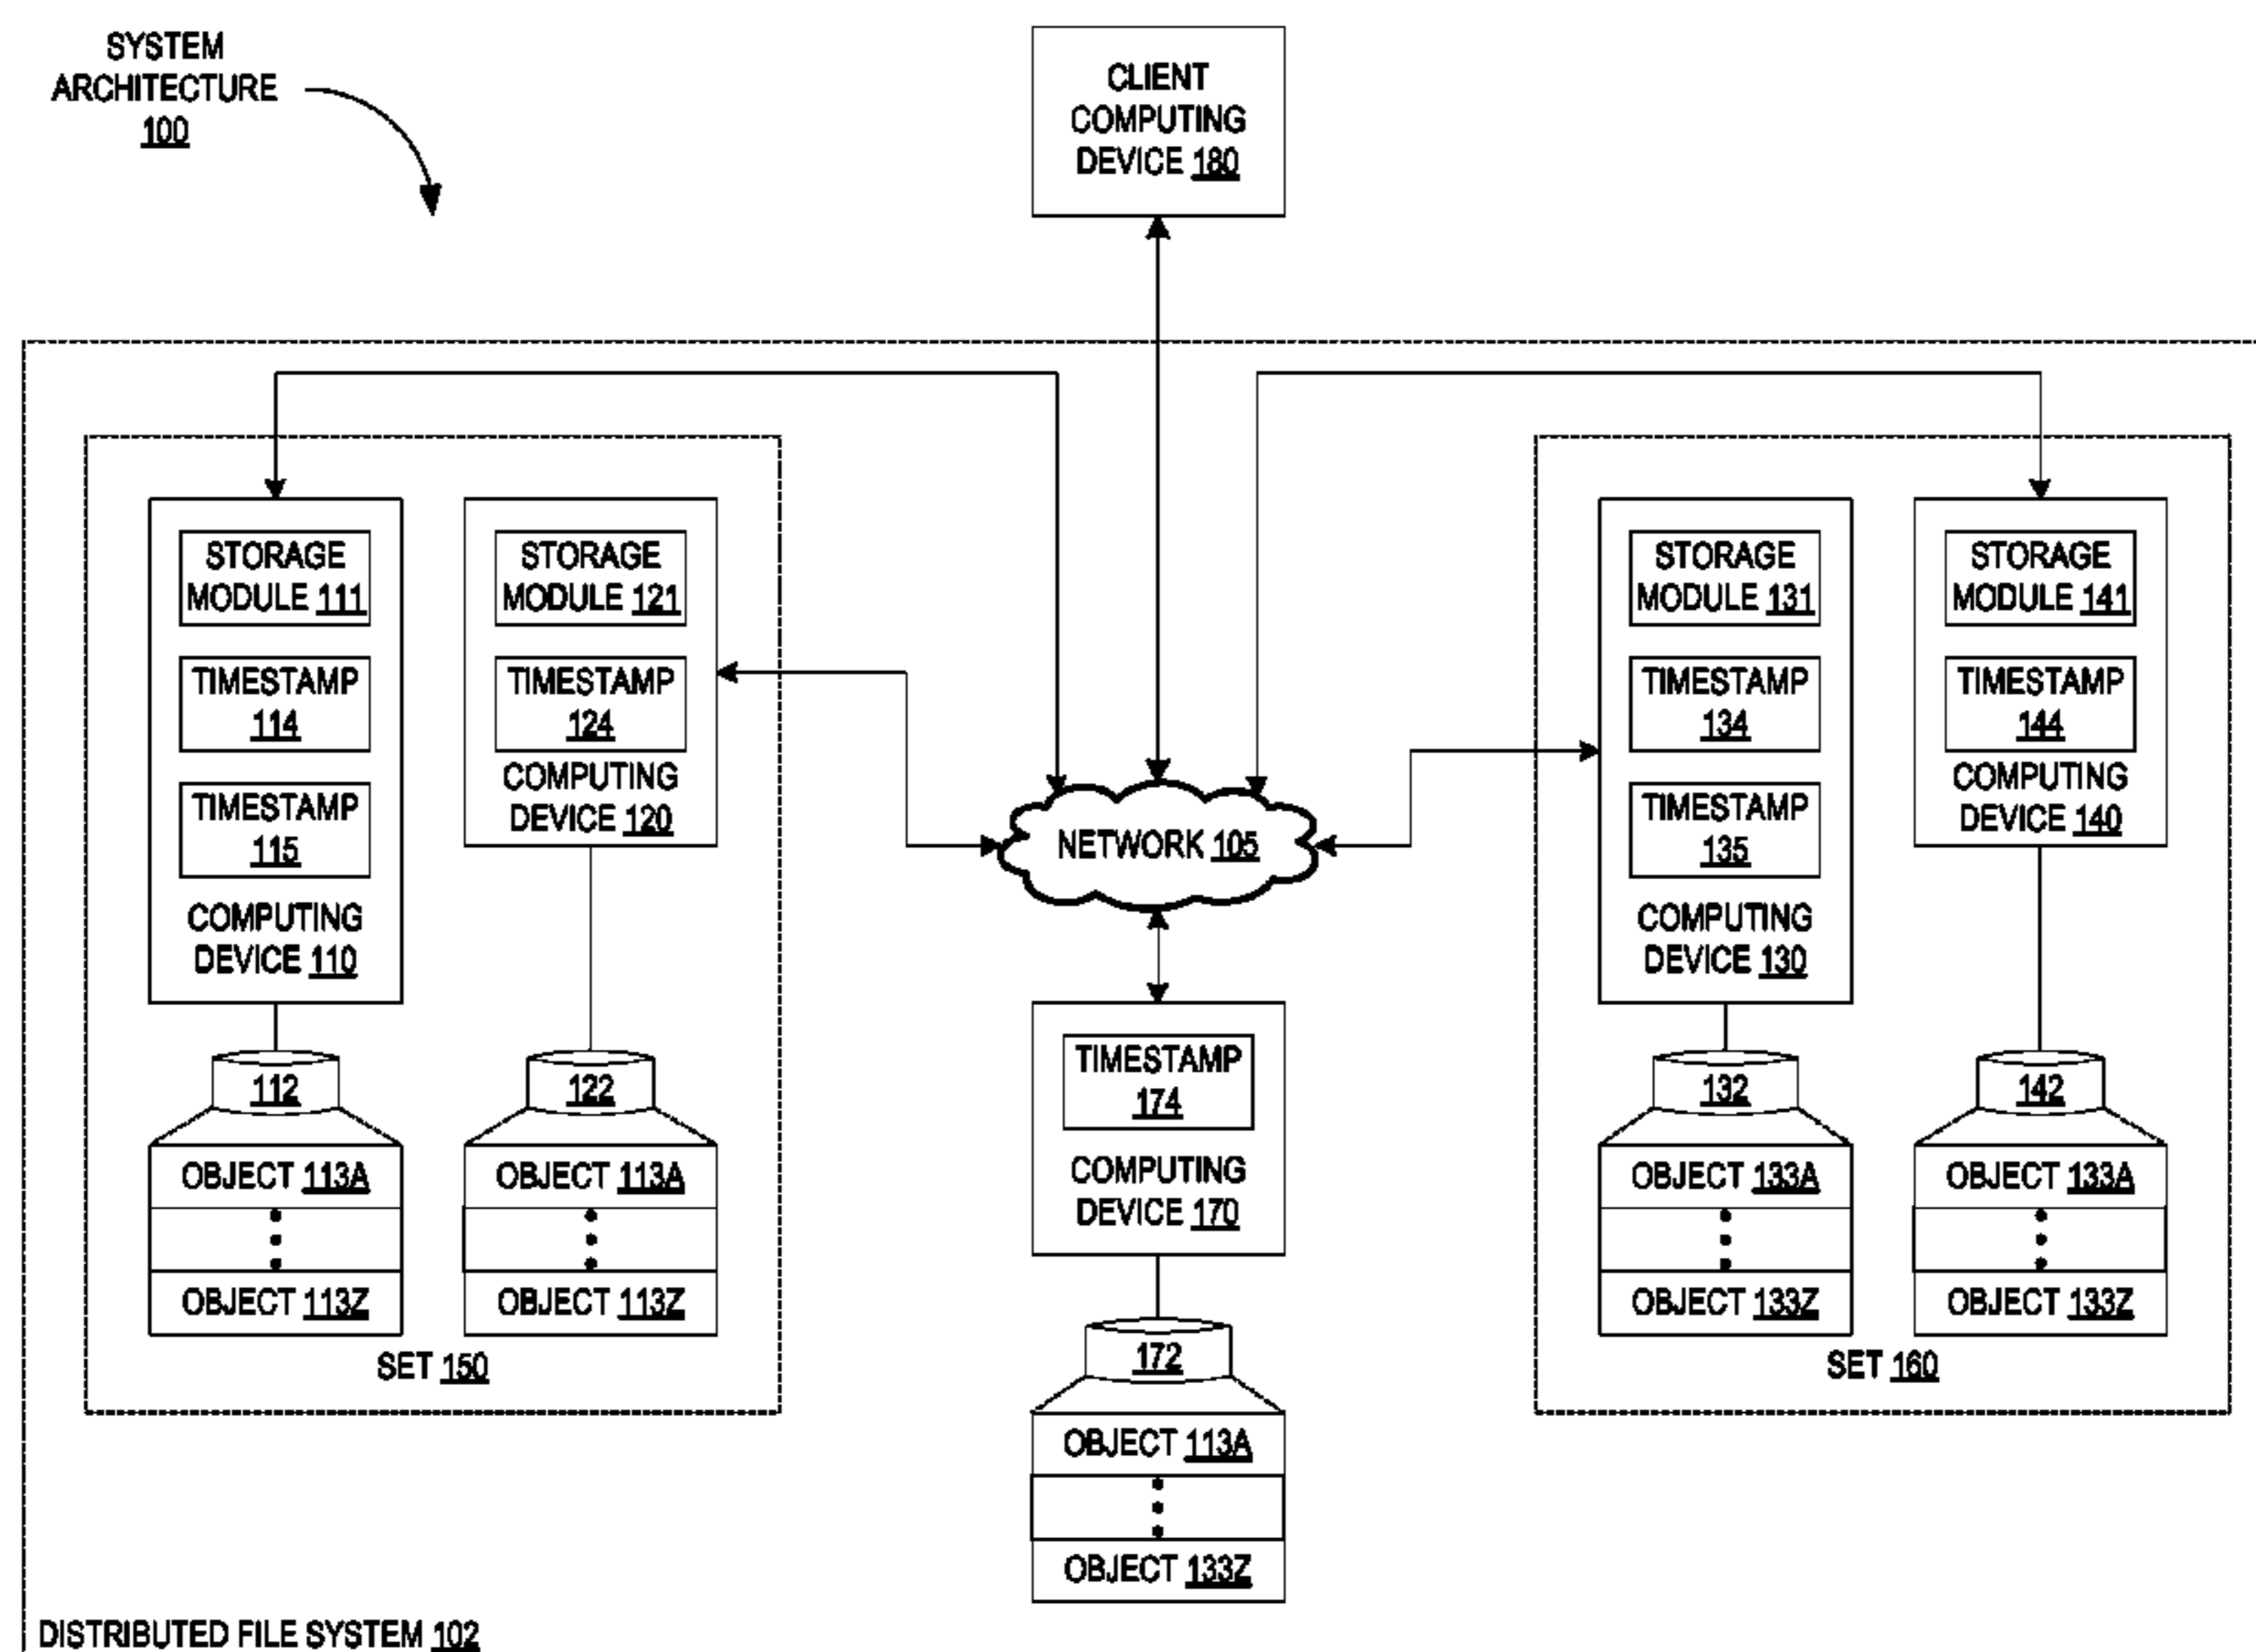 SYSTEM
ARCHITECTURE
100
CLIENT
COMPUTING
DEVICE 180
STORAGE
MODULE 111
TIMESTAMP
114
TIMESTAMP
115
COMPUTING
DEVICE 110
112
OBJECT 113A
OBJECT 113Z
STORAGE
MODULE 121
TIMESTAMP
124
COMPUTING
DEVICE 120
122
OBJECT 113A
OBJECT 113Z
SET 150
NETWORK 105
TIMESTAMP
174
COMPUTING
DEVICE 170
172
OBJECT 113A
OBJECT 133Z
STORAGE
MODULE 131
TIMESTAMP
134
TIMESTAMP
135
COMPUTING
DEVICE 130
132
OBJECT 133A
OBJECT 133Z
STORAGE
MODULE 141
TIMESTAMP
144
COMPUTING
DEVICE 140
142
OBJECT 133A
OBJECT 133Z
SET 160
DISTRIBUTED FILE SYSTEM 102